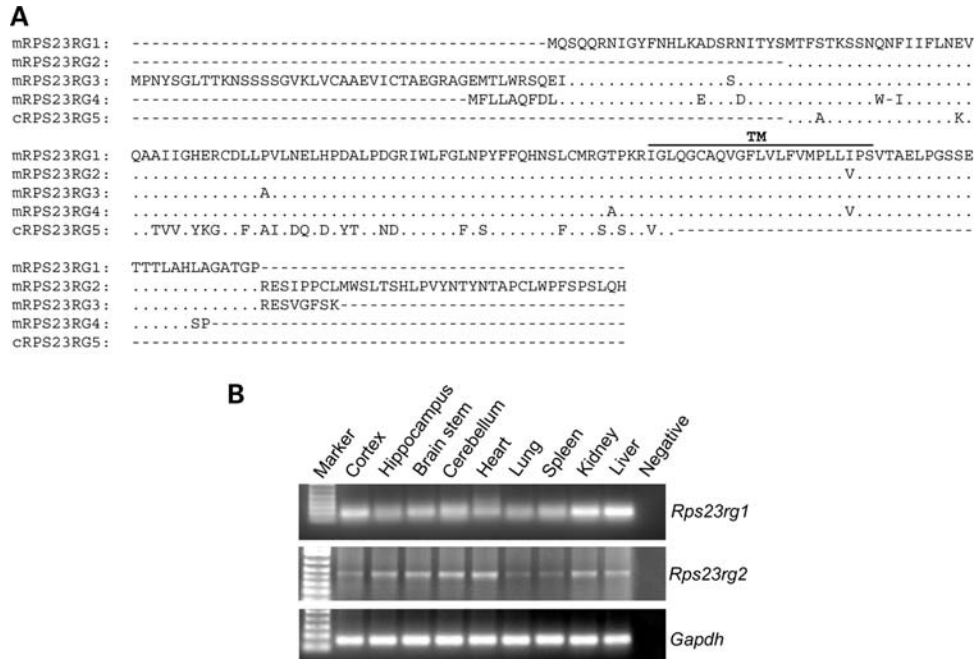 A
mRPS23RG1: ------------------------------------------MQSQQRNIGYFNHLKADSRNITYSMTFSTKSSNQNFIIFLNEV
mRPS23RG2: ------------------------------------------------------------------...................
mRPS23RG3: MPNYSGLTTKNSSSSGVKLVCAAEVICTAEGRAGEMTLWRSQEI................S........................
mRPS23RG4: ----------------------------------MFLLAQFDL..............E...D.............W-I.......
cRPS23RG5: ------------------------------------------------------------------...A.............K.
TM
mRPS23RG1: QAAIIGHERCDLLPVLNELHPDALPDGRIWLFGLNPYFFQHNSLCMRGTPKRIGLQGCAQVGFLVLFVMPLLIPSVTAELPGSSE
mRPS23RG2: ........................................................................V............
mRPS23RG3: .............A.......................................................................
mRPS23RG4: ................................................A.......................V............
cRPS23RG5: ..TVV.YKG..F.AI.DQ.D.YT..ND......F.S.......F...S.S..V..------------------------------
mRPS23RG1: TTTLAHLAGATGP-------------------------------------
mRPS23RG2: .............RESIPPCLMWSLTSHLPVYNTYNTAPCLWPFSPSLQH
mRPS23RG3: .............RESVGFSK-----------------------------
mRPS23RG4: ......SP------------------------------------------
cRPS23RG5: --------------------------------------------------
B
Marker Cortex Hippocampus Brain stem Cerebellum Heart Lung Spleen Kidney Liver Negative
Rps23rg1
Rps23rg2
Gapdh